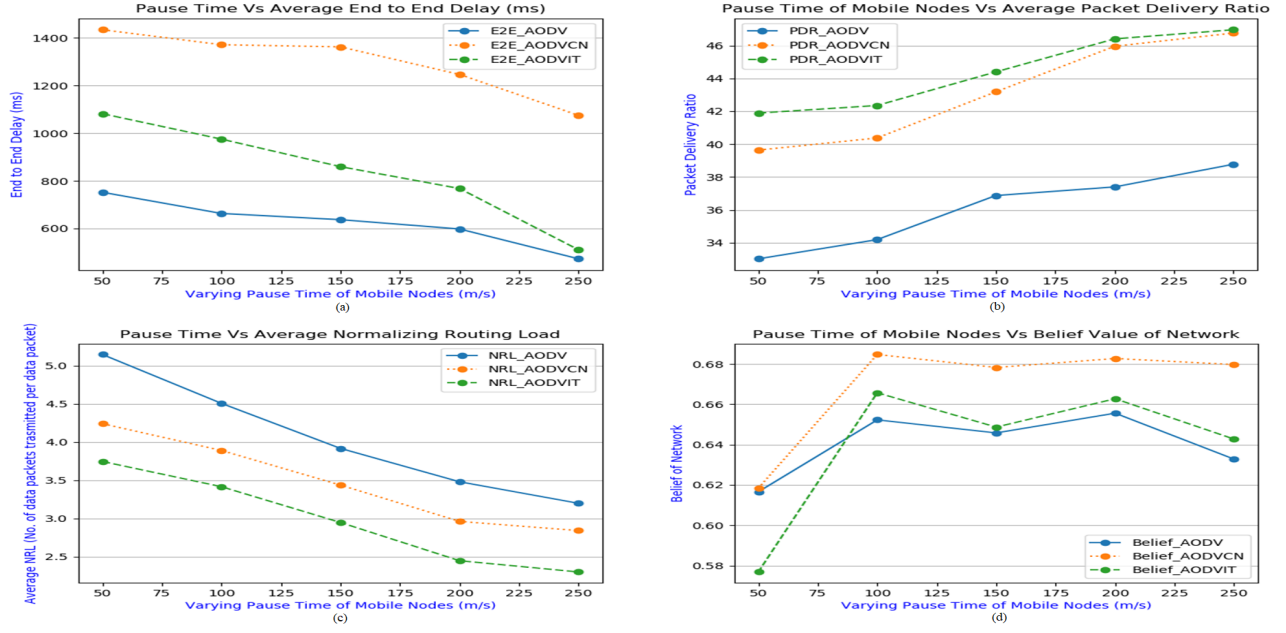 Pause Time Vs Average End to End Delay (ms)
E2E_AODV
E2E_AODVCN
E2E_AODVIT
1400
1200
1000
800
600
End to End Delay (ms)
50 75 100 125 150 175 200 225 250
Varying Pause Time of Mobile Nodes (m/s)
(a)
Pause Time of Mobile Nodes Vs Average Packet Delivery Ratio
PDR_AODV
PDR_AODVCN
PDR_AODVIT
46
44
42
40
38
36
34
Packet Delivery Ratio
50 75 100 125 150 175 200 225 250
Varying Pause Time of Mobile Nodes (m/s)
(b)
Pause Time Vs Average Normalizing Routing Load
NRL_AODV
NRL_AODVCN
NRL_AODVIT
5.0
4.5
4.0
3.5
3.0
2.5
Average NRL (No. of data packets trasmitted per data packet)
50 75 100 125 150 175 200 225 250
Varying Pause Time of Mobile Nodes (m/s)
(c)
Pause Time of Mobile Nodes Vs Belief Value of Network
0.68
0.66
0.64
0.62
0.60
0.58
Belief of Network
Belief_AODV
Belief_AODVCN
Belief_AODVIT
50 75 100 125 150 175 200 225 250
Varying Pause Time of Mobile Nodes (m/s)
(d)